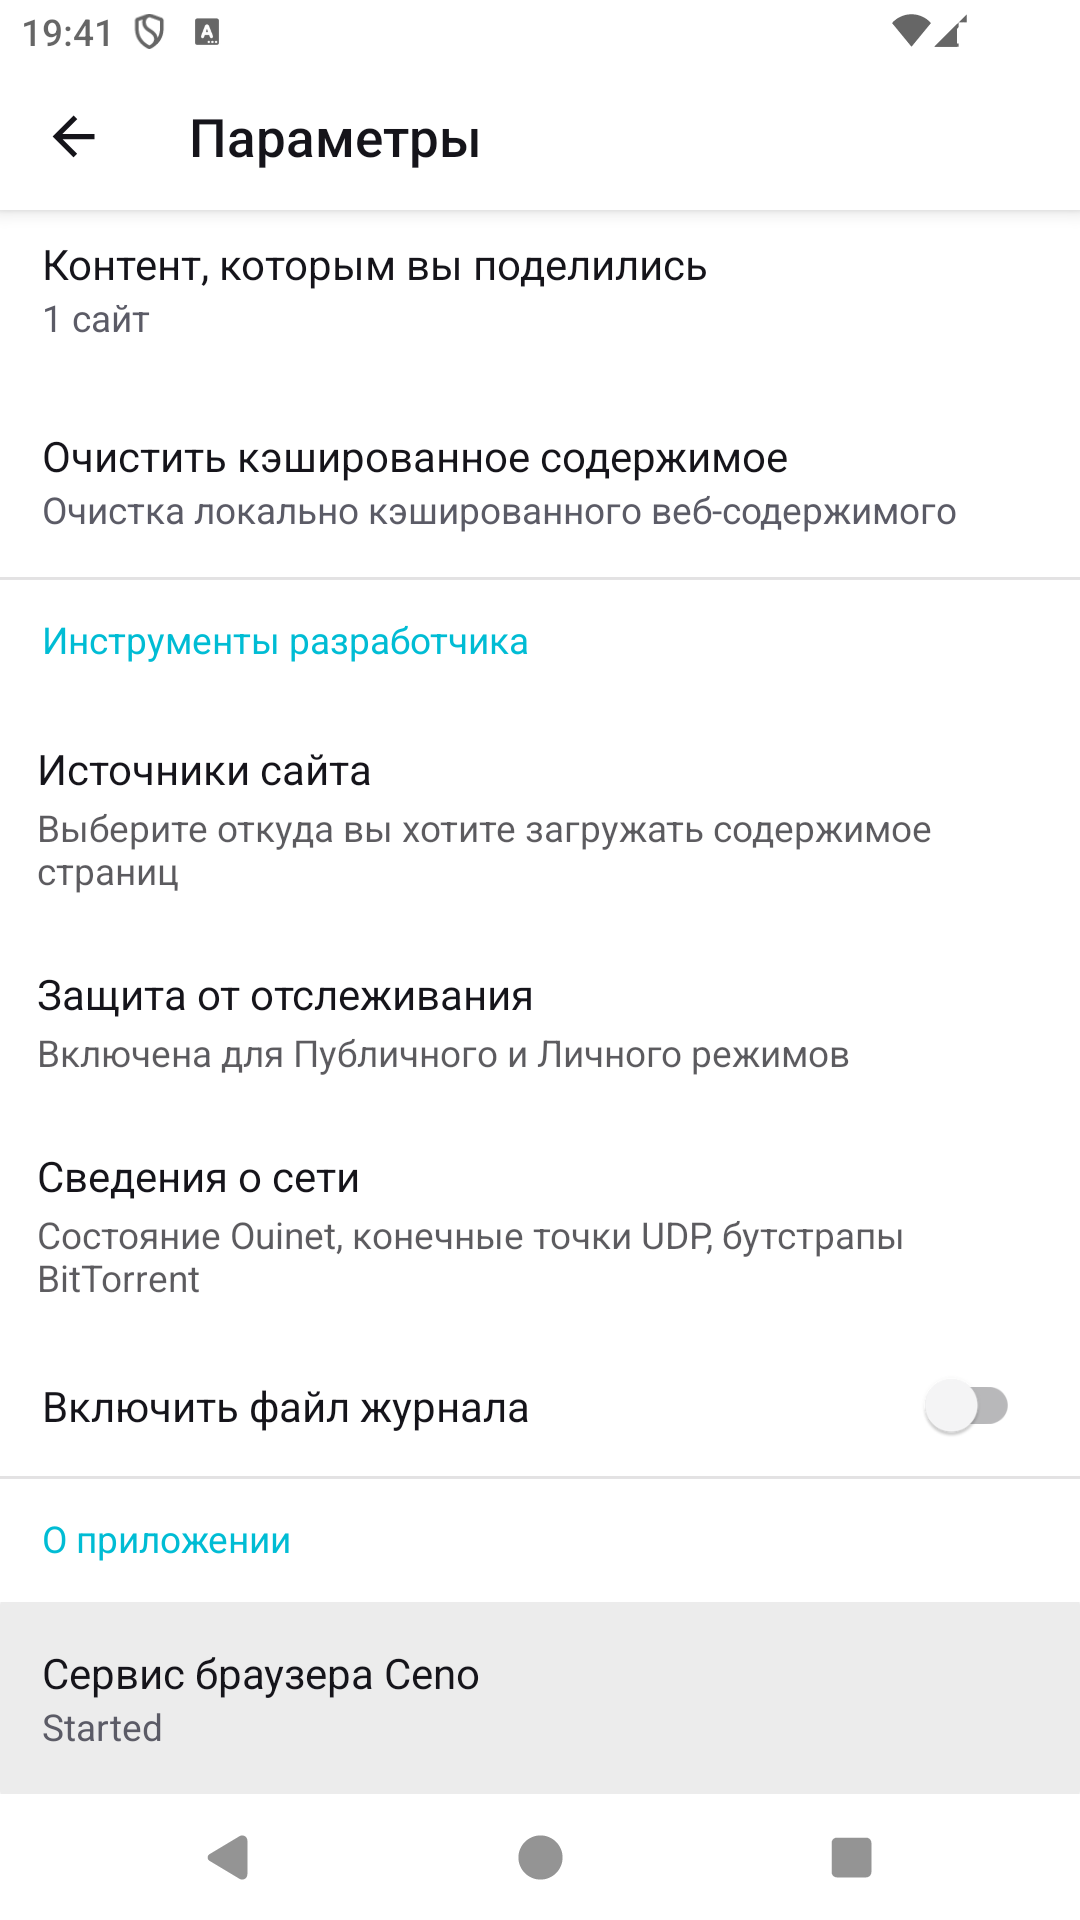 19:41
Параметры
Контент, которым вы поделились
1 сайт
Очистить кэшированное содержимое
Очистка локально кэшированного веб-содержимого
Инструменты разработчика
Источники сайта
Выберите откуда вы хотите загружать содержимое
страниц
Защита от отслеживания
Включена для Публичного и Личного режимов
Сведения о сети
Состояние Ouinet, конечные точки UDP, бутстрапы
BitTorrent
Включить файл журнала
О приложении
Сервис браузера Ceno
Started